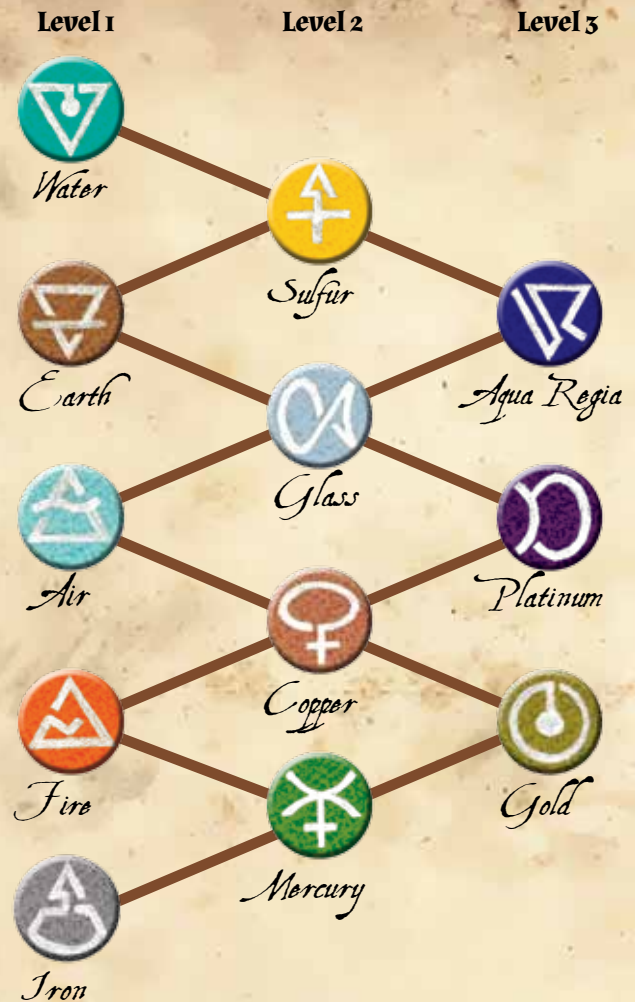 Level 1 Level 2 Level 3
Water
Sulfur
Earth
Aqua Regia
Glass
Air
Platinum
Copper
Fire
Gold
Mercury
Iron